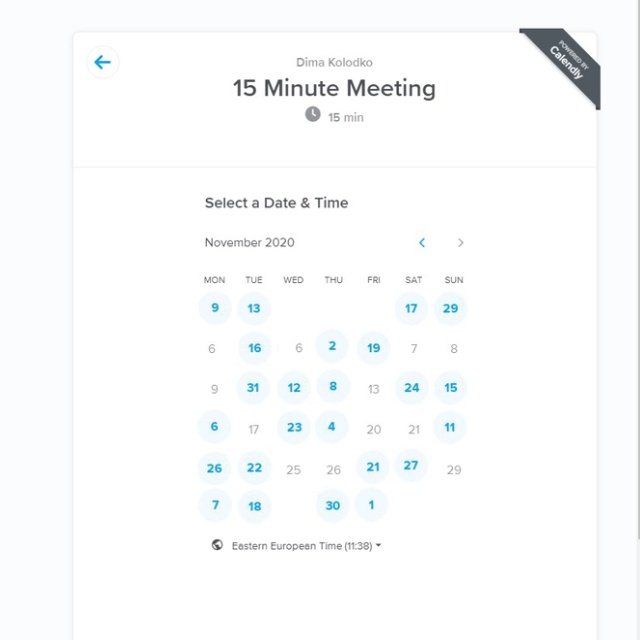 POWERED BY
Calendly
Dima Kolodko
15 Minute Meeting
15 min
Select a Date & Time
November 2020
MON TUE WED THU FRI SAT SUN
9 13 17 29
6 16 6 2 19 7 8
9 31 12 8 13 24 15
6 17 23 4 20 21 11
26 22 25 26 21 27 29
7 18 30 1
Eastern European Time (11:38)